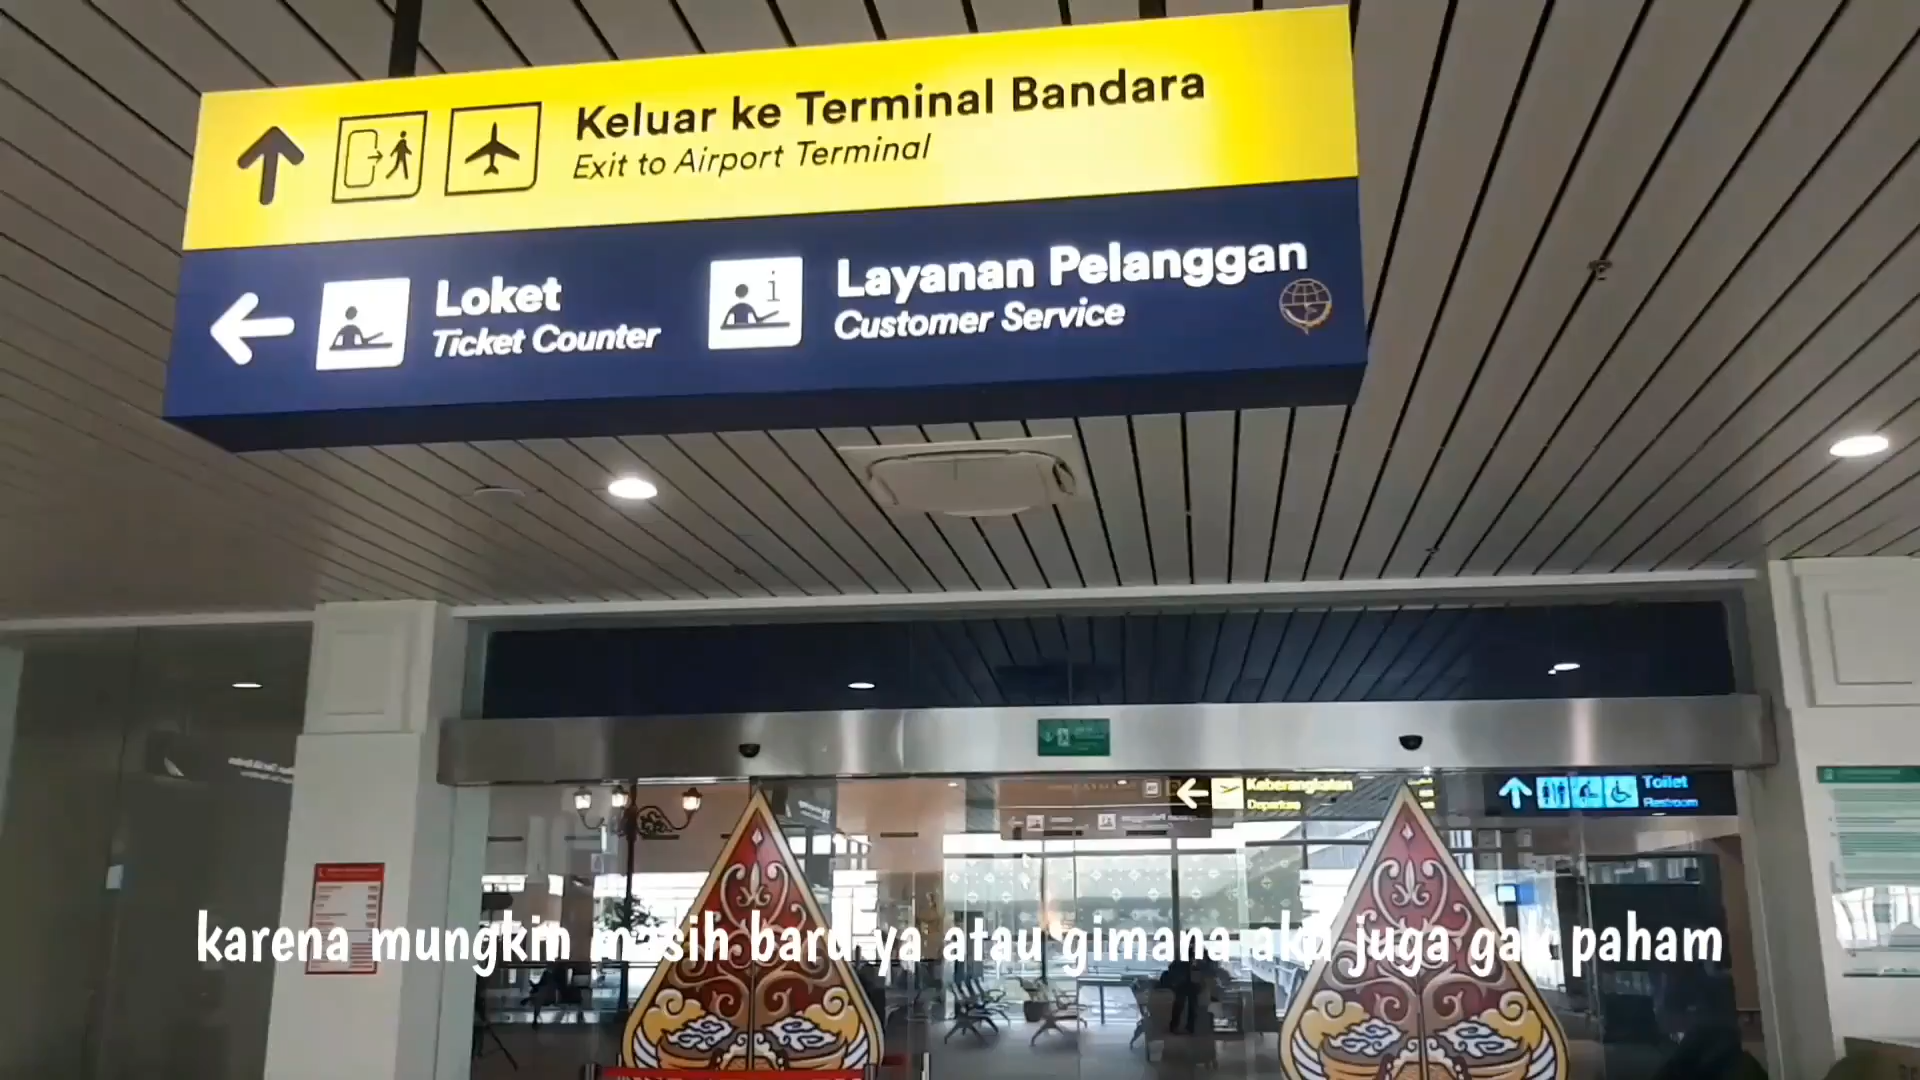 Keluar ke Terminal Bandara
Exit to Airport Terminal
Loket
Ticket Counter
Layanan Pelanggan
Customer Service
Keberangkatan
Departure
Toilet
Restroom
karena mungkin masih baru ya atau gimana aku juga gak paham